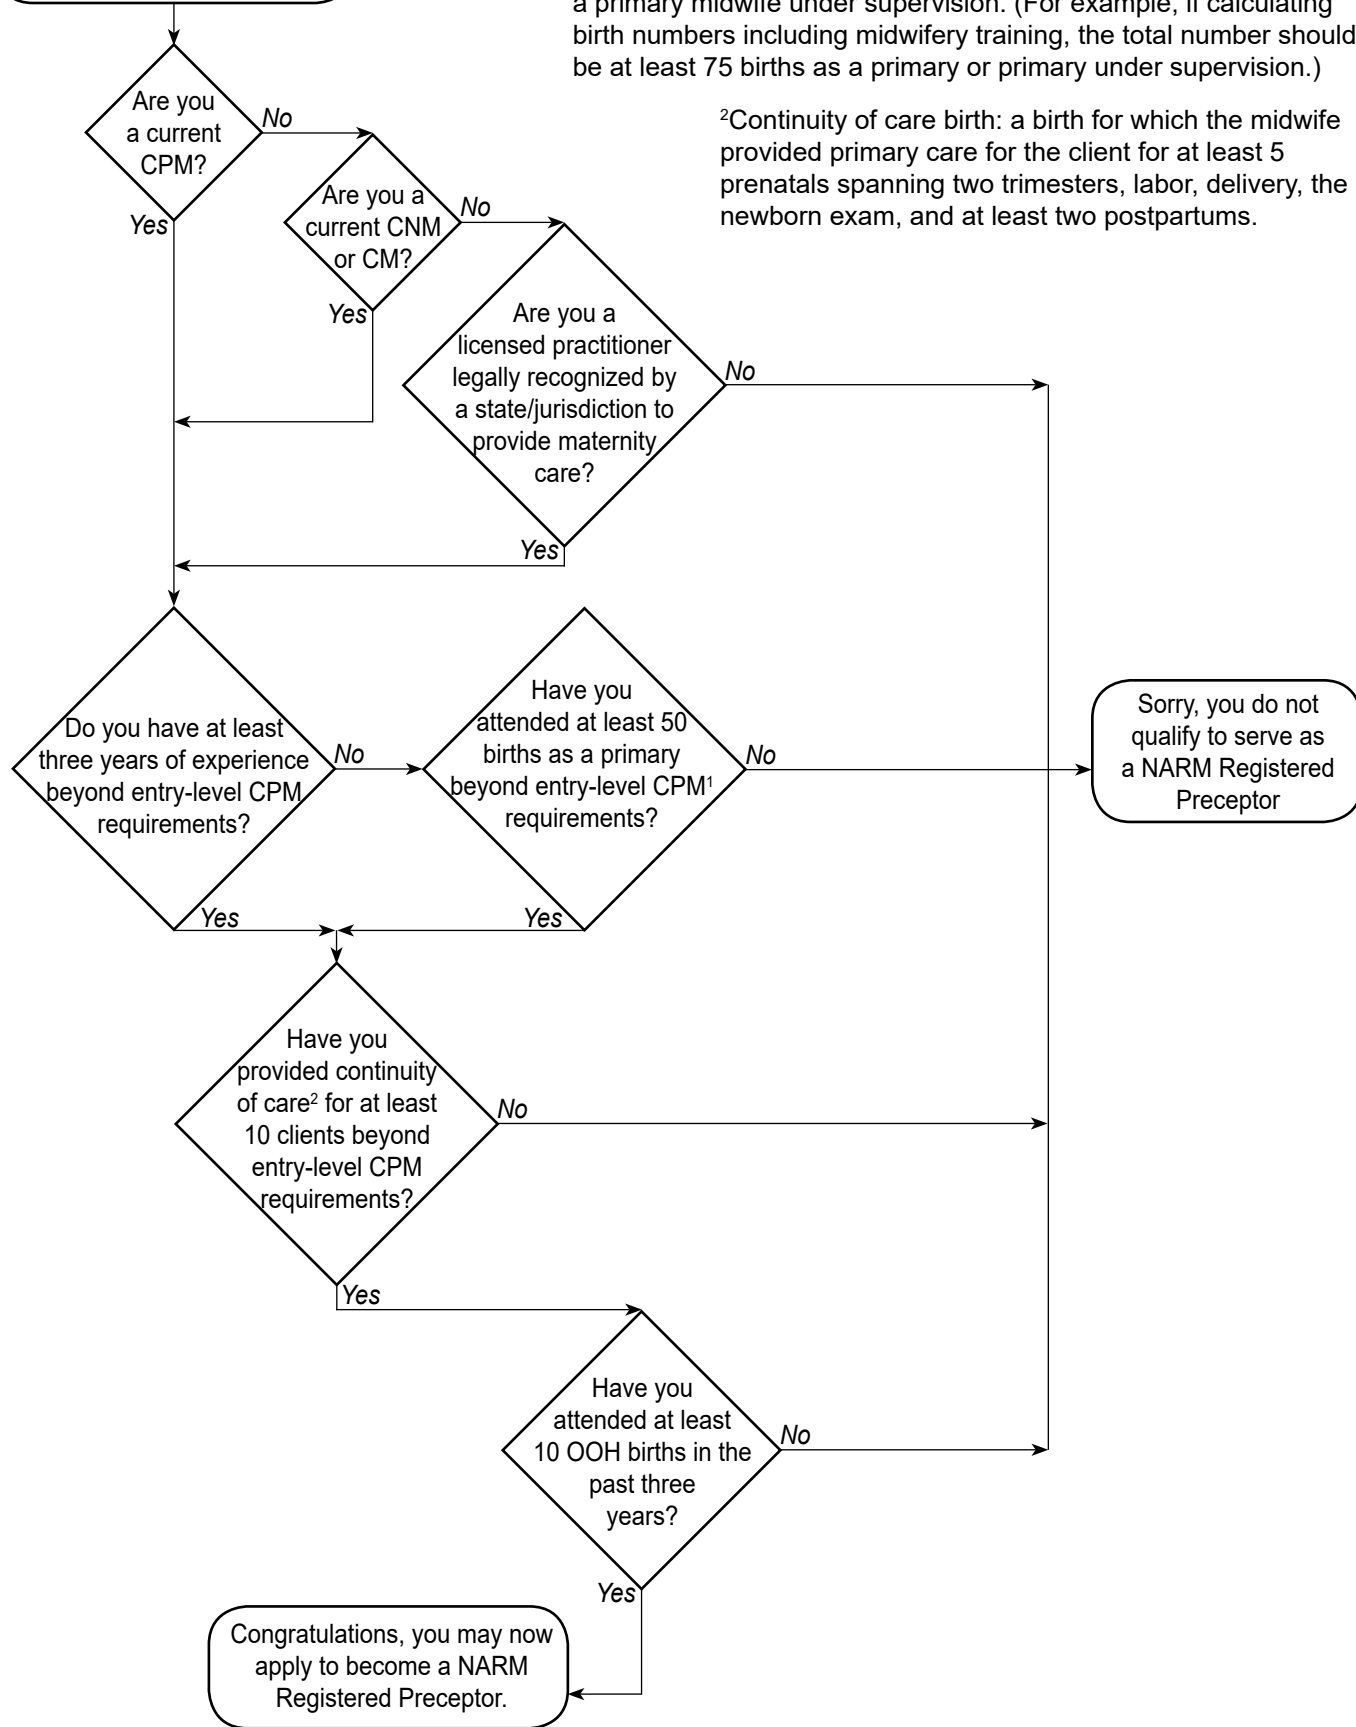 a primary midwife under supervision. (For example, if calculating
birth numbers including midwifery training, the total number should
be at least 75 births as a primary or primary under supervision.)
²Continuity of care birth: a birth for which the midwife
provided primary care for the client for at least 5
prenatals spanning two trimesters, labor, delivery, the
newborn exam, and at least two postpartums.
Are you
a current
CPM?
No
Yes
Are you a
current CNM
or CM?
No
Yes
Are you a
licensed practitioner
legally recognized by
a state/jurisdiction to
provide maternity
care?
No
Yes
Do you have at least
three years of experience
beyond entry-level CPM
requirements?
No
Yes
Have you
attended at least 50
births as a primary
beyond entry-level CPM¹
requirements?
No
Yes
Sorry, you do not
qualify to serve as
a NARM Registered
Preceptor
Have you
provided continuity
of care² for at least
10 clients beyond
entry-level CPM
requirements?
No
Yes
Have you
attended at least
10 OOH births in the
past three
years?
No
Yes
Congratulations, you may now
apply to become a NARM
Registered Preceptor.